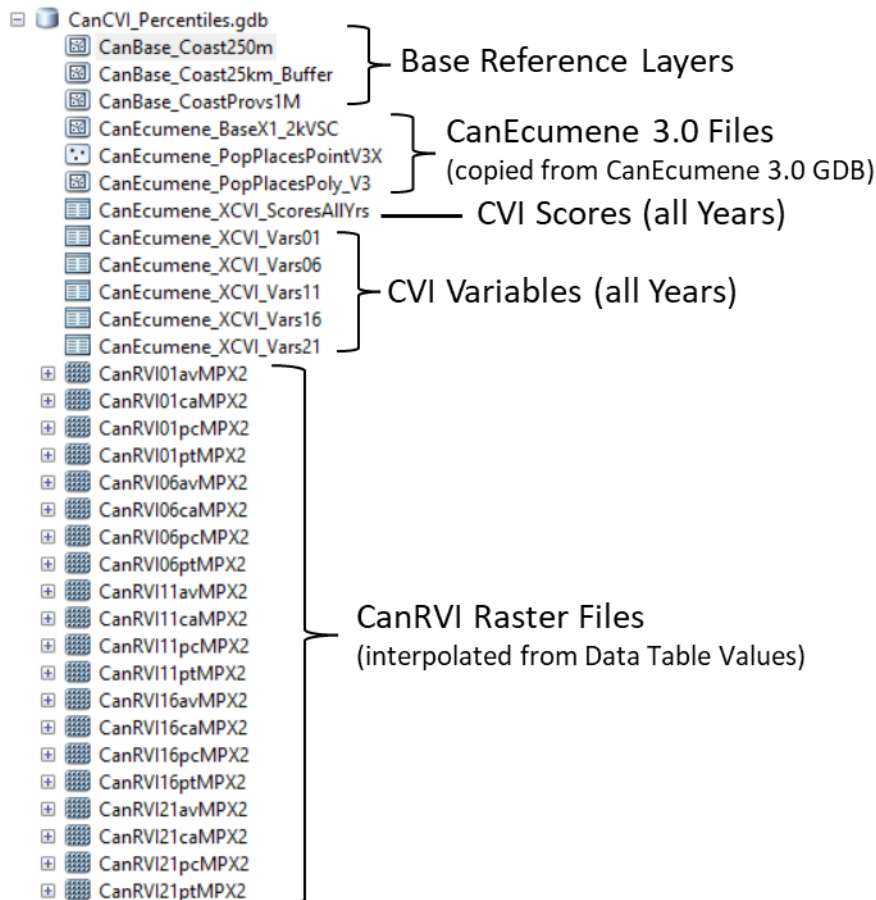 CanCVI_Percentiles.gdb
CanBase_Coast250m
CanBase_Coast25km_Buffer
CanBase_CoastProvs1M
Base Reference Layers
CanEcumene_BaseX1_2kVSC
CanEcumene_PopPlacesPointV3X
CanEcumene_PopPlacesPoly_V3
CanEcumene 3.0 Files
(copied from CanEcumene 3.0 GDB)
CanEcumene_XCVI_ScoresAllYrs
CVI Scores (all Years)
CanEcumene_XCVI_Vars01
CanEcumene_XCVI_Vars06
CanEcumene_XCVI_Vars11
CanEcumene_XCVI_Vars16
CanEcumene_XCVI_Vars21
CVI Variables (all Years)
CanRVI01avMPX2
CanRVI01caMPX2
CanRVI01pcMPX2
CanRVI01ptMPX2
CanRVI06avMPX2
CanRVI06caMPX2
CanRVI06pcMPX2
CanRVI06ptMPX2
CanRVI11avMPX2
CanRVI11caMPX2
CanRVI11pcMPX2
CanRVI11ptMPX2
CanRVI16avMPX2
CanRVI16caMPX2
CanRVI16pcMPX2
CanRVI16ptMPX2
CanRVI21avMPX2
CanRVI21caMPX2
CanRVI21pcMPX2
CanRVI21ptMPX2
CanRVI Raster Files
(interpolated from Data Table Values)